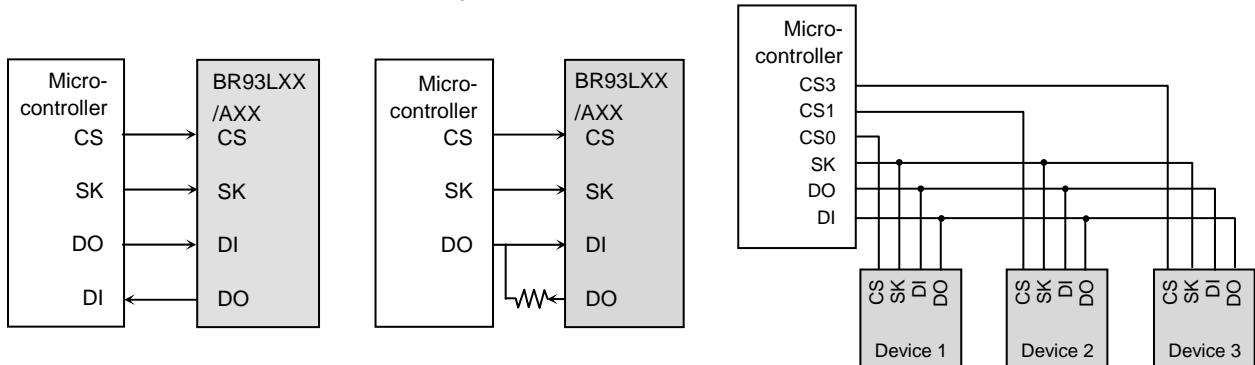 Micro-
controller
CS
SK
DO
DI
BR93LXX
/AXX
CS
SK
DI
DO
Micro-
controller
CS
SK
DO
BR93LXX
/AXX
CS
SK
DI
DO
Micro-
controller
CS3
CS1
CS0
SK
DO
DI
CS
SK
DI
DO
Device 1
CS
SK
DI
DO
Device 2
CS
SK
DI
DO
Device 3